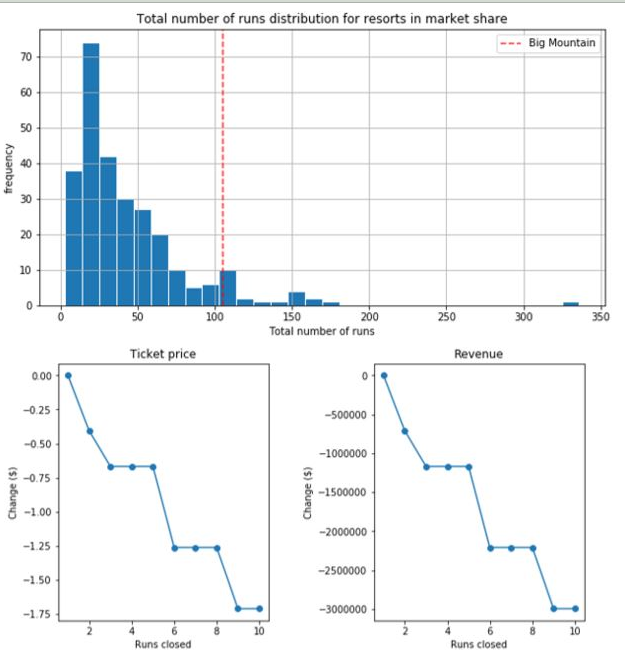 Total number of runs distribution for resorts in market share
Big Mountain
70
60
50
40
30
20
10
0
frequency
0 50 100 150 200 250 300 350
Total number of runs
Ticket price
0.00
−0.25
−0.50
−0.75
−1.00
−1.25
−1.50
−1.75
Change ($)
2 4 6 8 10
Runs closed
Revenue
0
−500000
−1000000
−1500000
−2000000
−2500000
−3000000
Change ($)
2 4 6 8 10
Runs closed